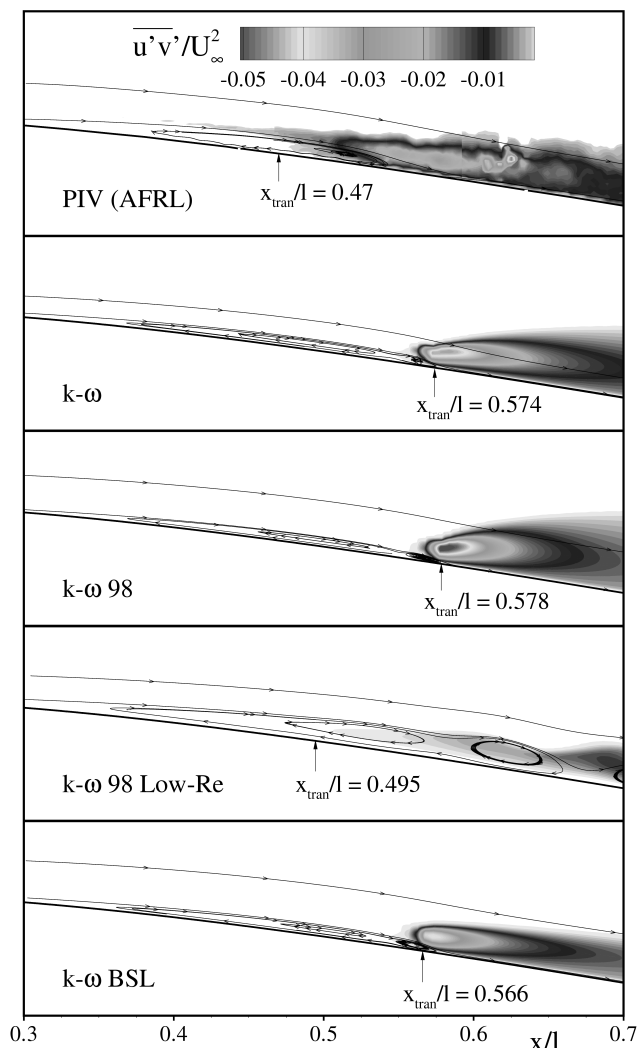 u'v'/U∞²
-0.05 -0.04 -0.03 -0.02 -0.01
PIV (AFRL)
x_tran/l = 0.47
x_tran/l = 0.574
k-ω
x_tran/l = 0.578
k-ω 98
x_tran/l = 0.495
k-ω 98 Low-Re
x_tran/l = 0.566
k-ω BSL
0.3 0.4 0.5 0.6 x/l 0.7